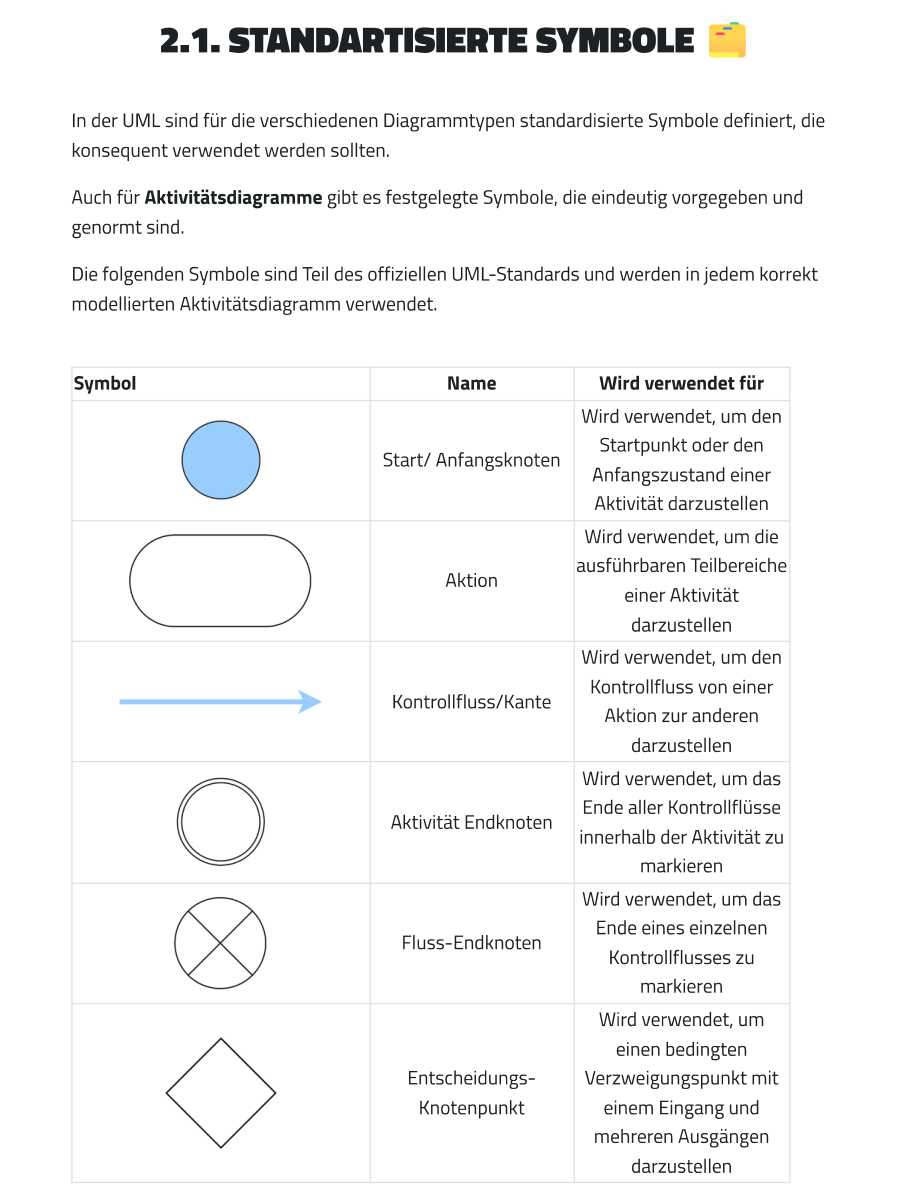 2.1. STANDARTISIERTE SYMBOLE
In der UML sind für die verschiedenen Diagrammtypen standardisierte Symbole definiert, die
konsequent verwendet werden sollten.
Auch für Aktivitätsdiagramme gibt es festgelegte Symbole, die eindeutig vorgegeben und
genormt sind.
Die folgenden Symbole sind Teil des offiziellen UML-Standards und werden in jedem korrekt
modellierten Aktivitätsdiagramm verwendet.
Symbol
Name
Wird verwendet für
Start/ Anfangsknoten
Wird verwendet, um den
Startpunkt oder den
Anfangszustand einer
Aktivität darzustellen
Aktion
Wird verwendet, um die
ausführbaren Teilbereiche
einer Aktivität
darzustellen
Kontrollfluss/Kante
Wird verwendet, um den
Kontrollfluss von einer
Aktion zur anderen
darzustellen
Aktivität Endknoten
Wird verwendet, um das
Ende aller Kontrollflüsse
innerhalb der Aktivität zu
markieren
Fluss-Endknoten
Wird verwendet, um das
Ende eines einzelnen
Kontrollflusses zu
markieren
Entscheidungs-
Knotenpunkt
Wird verwendet, um
einen bedingten
Verzweigungspunkt mit
einem Eingang und
mehreren Ausgängen
darzustellen